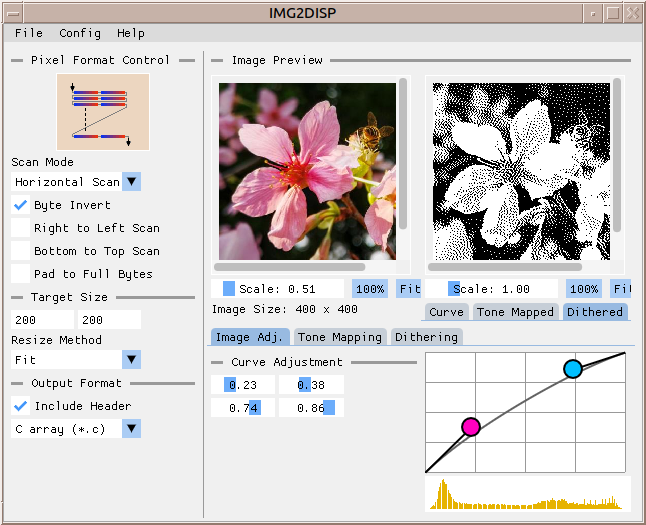 IMG2DISP
File Config Help
Pixel Format Control
Scan Mode
Horizontal Scan
Byte Invert
Right to Left Scan
Bottom to Top Scan
Pad to Full Bytes
Target Size
200 200
Resize Method
Fit
Output Format
Include Header
C array (*.c)
Image Preview
Scale: 0.51 100% Fit
Scale: 1.00 100% Fit
Image Size: 400 x 400
Curve Tone Mapped Dithered
Image Adj. Tone Mapping Dithering
Curve Adjustment
0.23 0.38
0.74 0.86